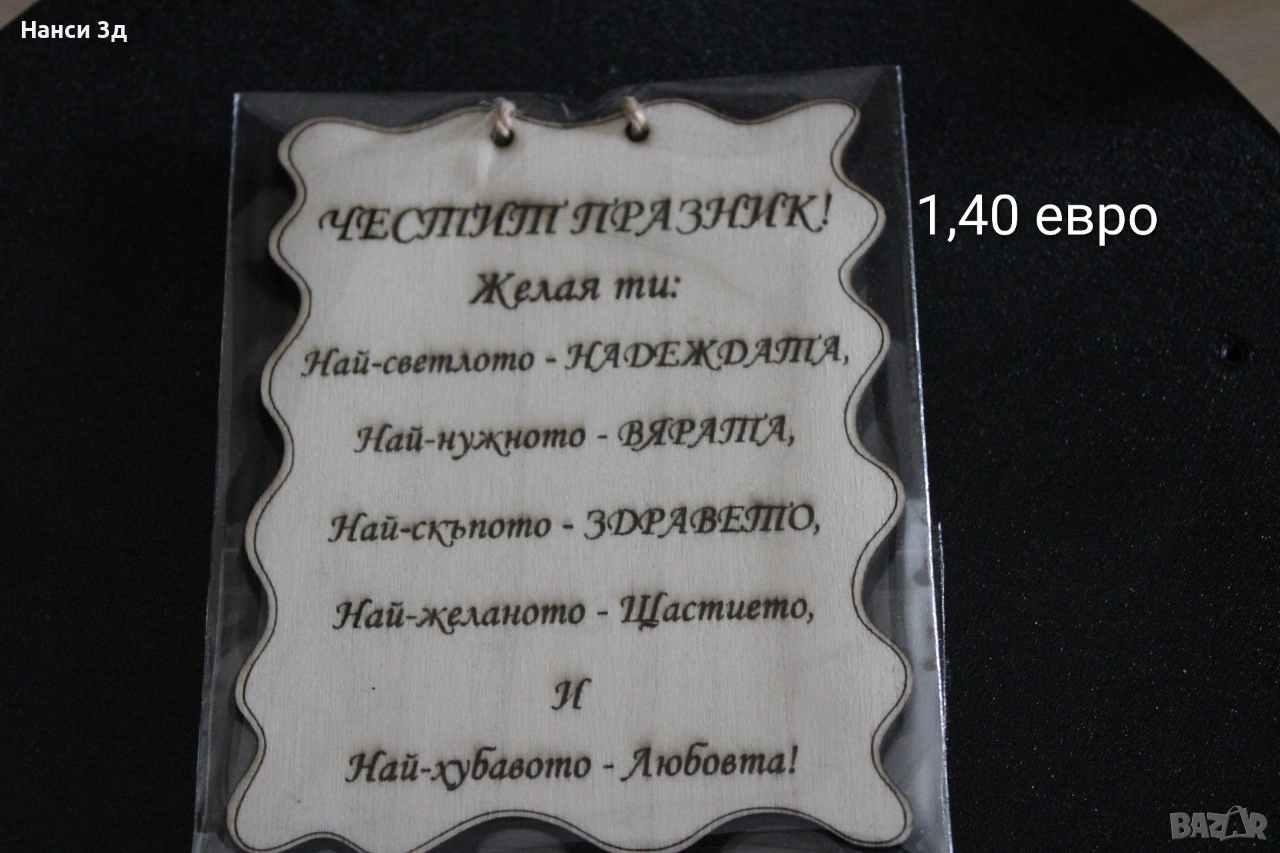 Нанси 3д
ЧЕСТИТ ПРАЗНИК!
1,40 евро
Желая ти:
Най-светлото - НАДЕЖДАТА,
Най-нужното - ВЯРАТА,
Най-скъпото - ЗДРАВЕТО,
Най-желаното - Щастието,
И
Най-хубавото - Любовта!
BAZAR